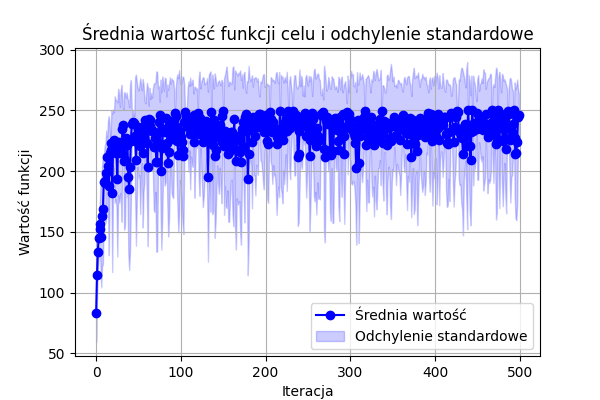 Średnia wartość funkcji celu i odchylenie standardowe
300
250
200
150
100
50
Wartość funkcji
Średnia wartość
Odchylenie standardowe
0 100 200 300 400 500
Iteracja